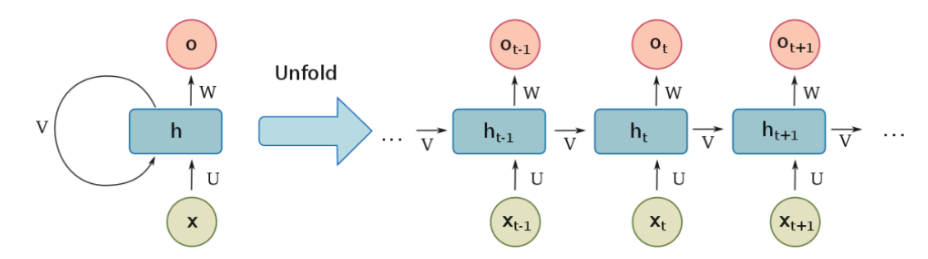 o
W
V
h
U
x
Unfold
... V V V V ...
o_{t-1} o_t o_{t+1}
W W W
h_{t-1} h_t h_{t+1}
U U U
x_{t-1} x_t x_{t+1}